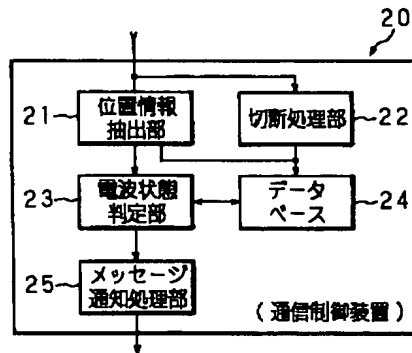 20
21
位置情報
抽出部
切断処理部
22
23
電波状態
判定部
データ
ベース
24
25
メッセージ
通知処理部
(通信制御装置)